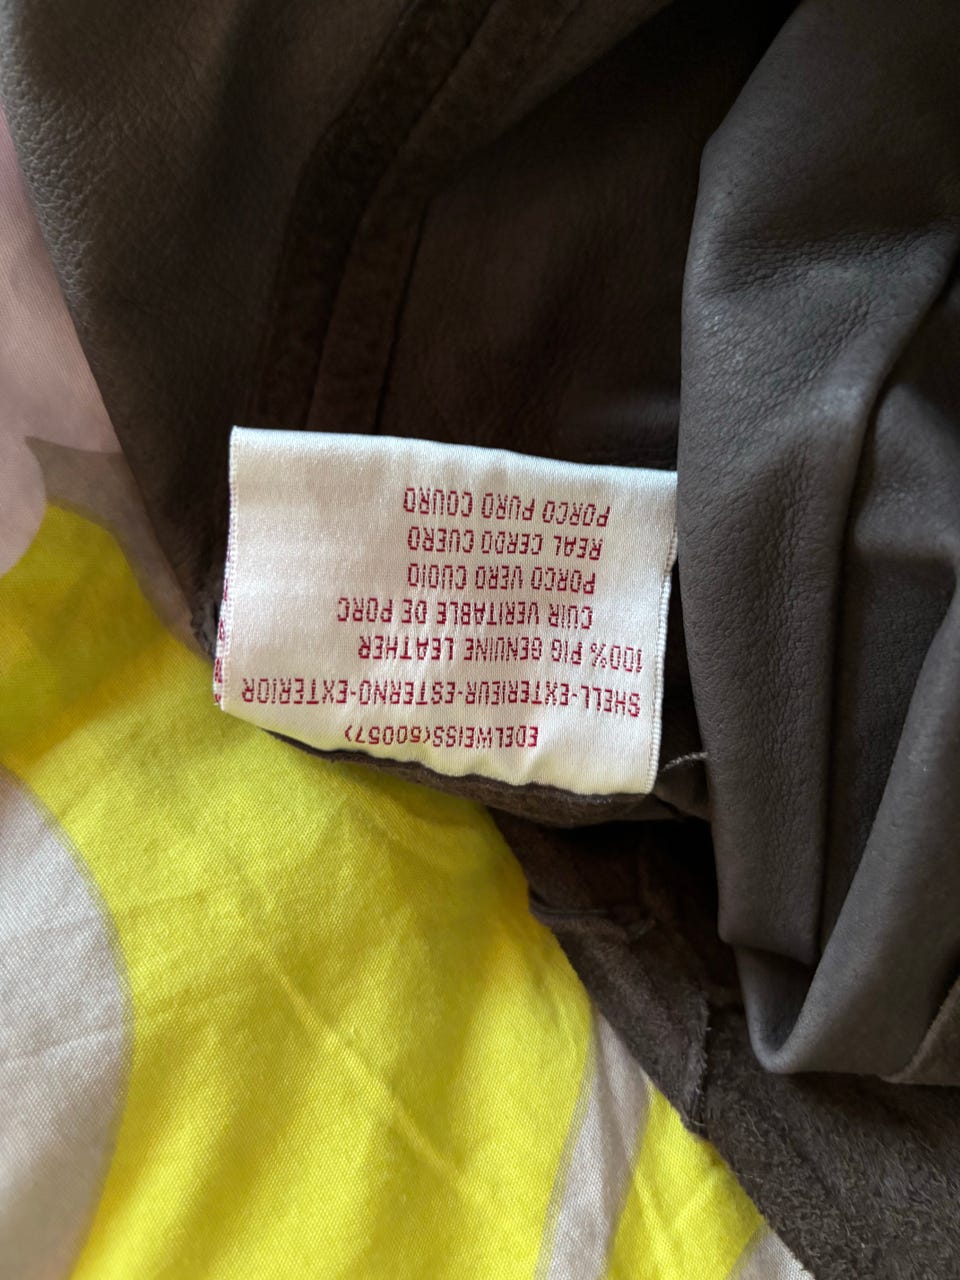 EDELWEISS(50057)
SHELL-EXTERIEUR-ESTERNO-EXTERIOR
100% PIG GENUINE LEATHER
CUIR VERITABLE DE PORC
PORCO VERO CUOIO
REAL CERDO CUERO
PORCO PURO COURO